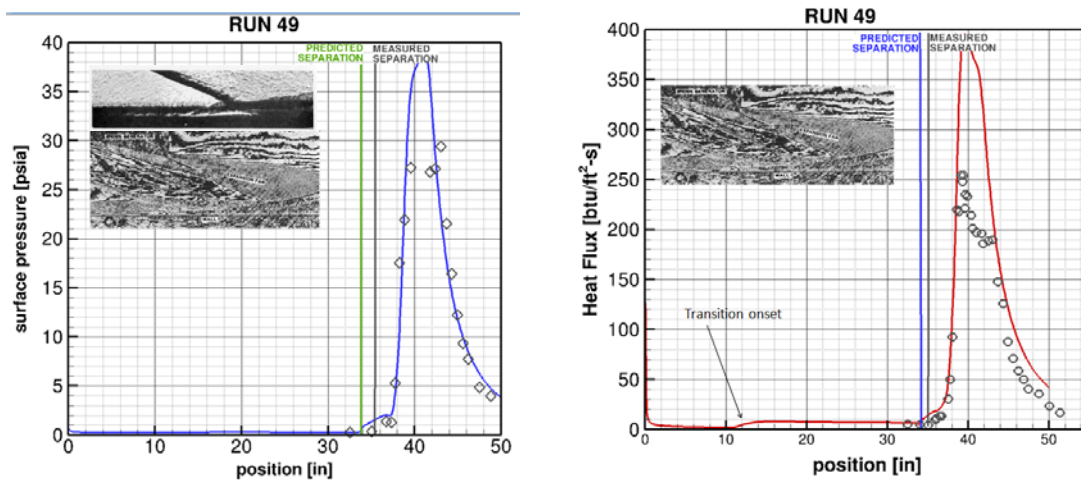 RUN 49
PREDICTED
SEPARATION
MEASURED
SEPARATION
40
35
30
25
20
15
10
5
0
surface pressure [psia]
0 10 20 30 40 50
position [in]
RUN 49
PREDICTED
SEPARATION
MEASURED
SEPARATION
400
350
300
250
200
150
100
50
0
Heat Flux [btu/ft²-s]
Transition onset
0 10 20 30 40 50
position [in]